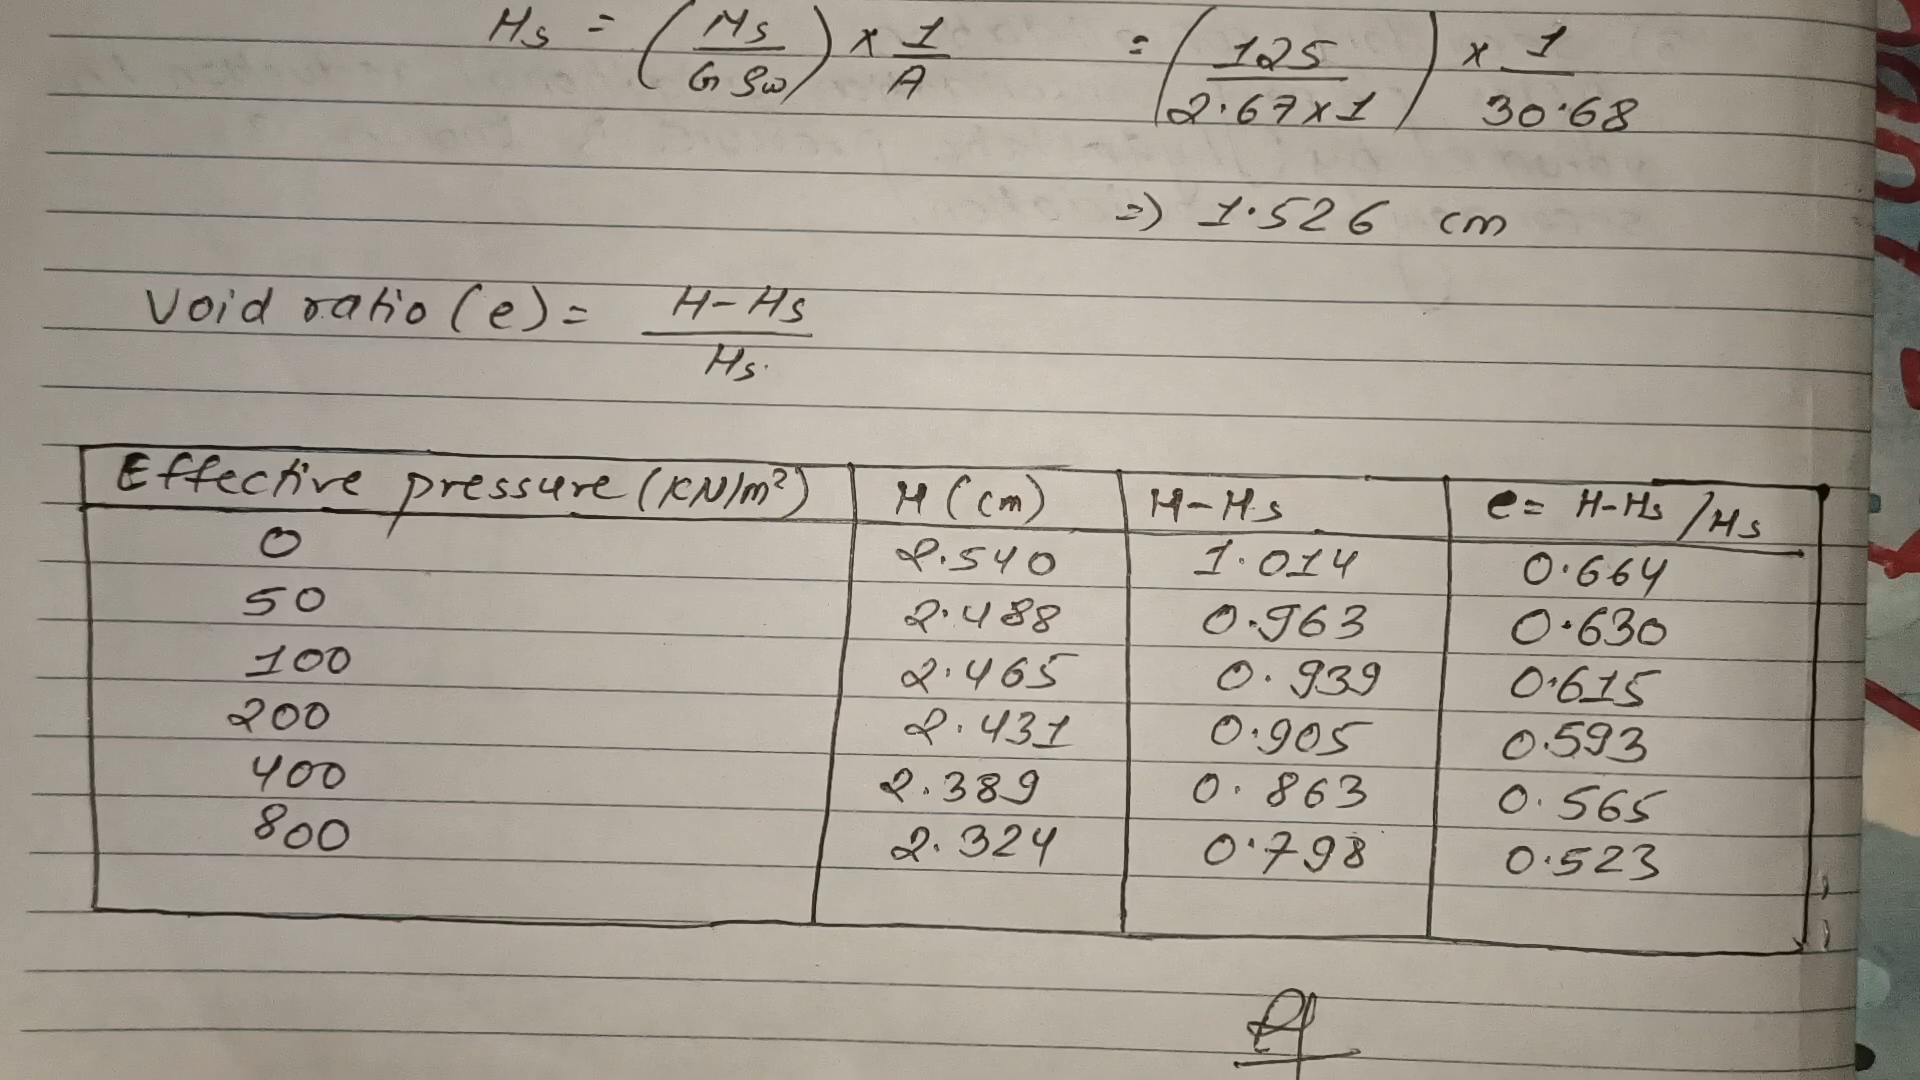 Hs = (Ms / G ρw) × 1/A = (125 / 2.67×1) × 1/30.68
=> 1.526 cm
Void ratio (e) = H-Hs / Hs.
Effective pressure (KN/m²) H (cm) H-Hs e= H-Hs /Hs
0 2.540 1.014 0.664
50 2.488 0.963 0.630
100 2.465 0.939 0.615
200 2.431 0.905 0.593
400 2.389 0.863 0.565
800 2.324 0.798 0.523